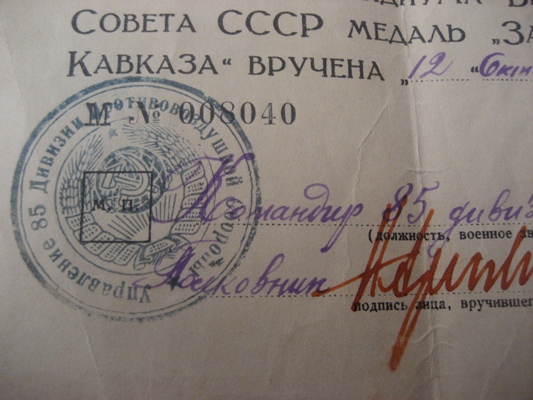 СОВЕТА СССР МЕДАЛЬ „ЗА
КАВКАЗА“ ВРУЧЕНА „12“
М № 008040
Управление 85 Дивизии Противовоздушной Обороны
М. П.
Командир 85 дивиз
(должность, военное зв
Полковник
подпись лица, вручившег